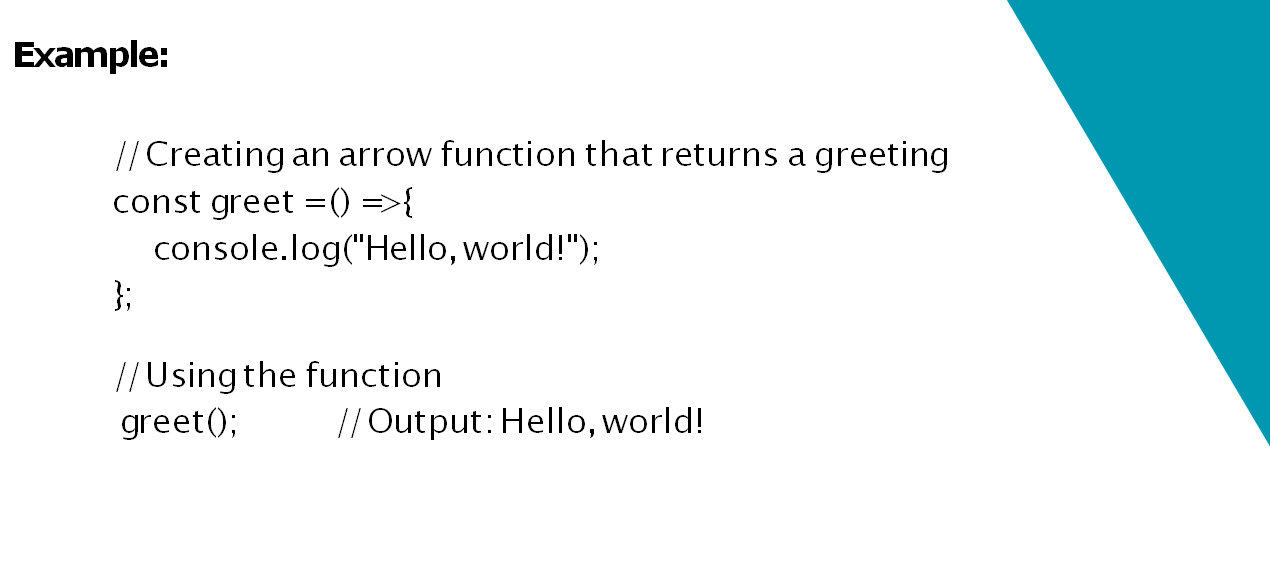 Example:
// Creating an arrow function that returns a greeting
const greet = () => {
console.log("Hello, world!");
};
// Using the function
greet(); // Output: Hello, world!